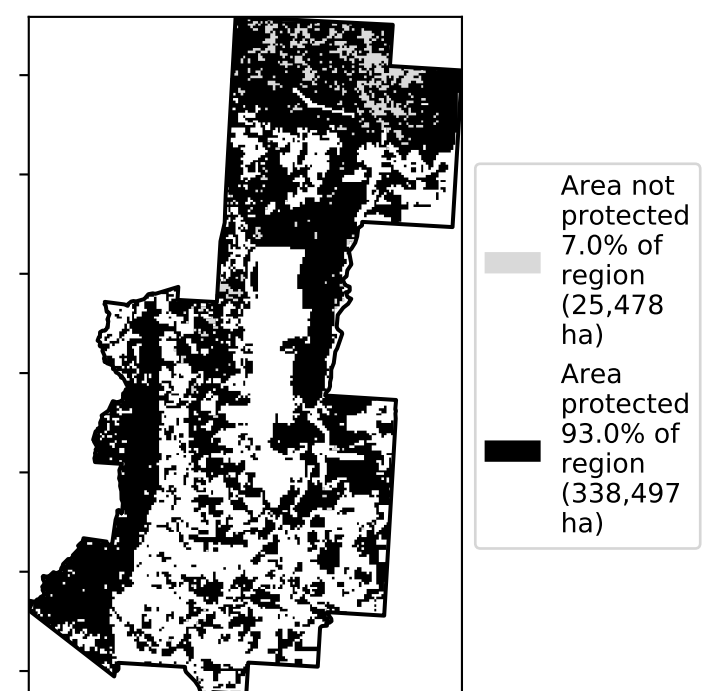 Area not
protected
7.0% of
region
(25,478
ha)
Area
protected
93.0% of
region
(338,497
ha)